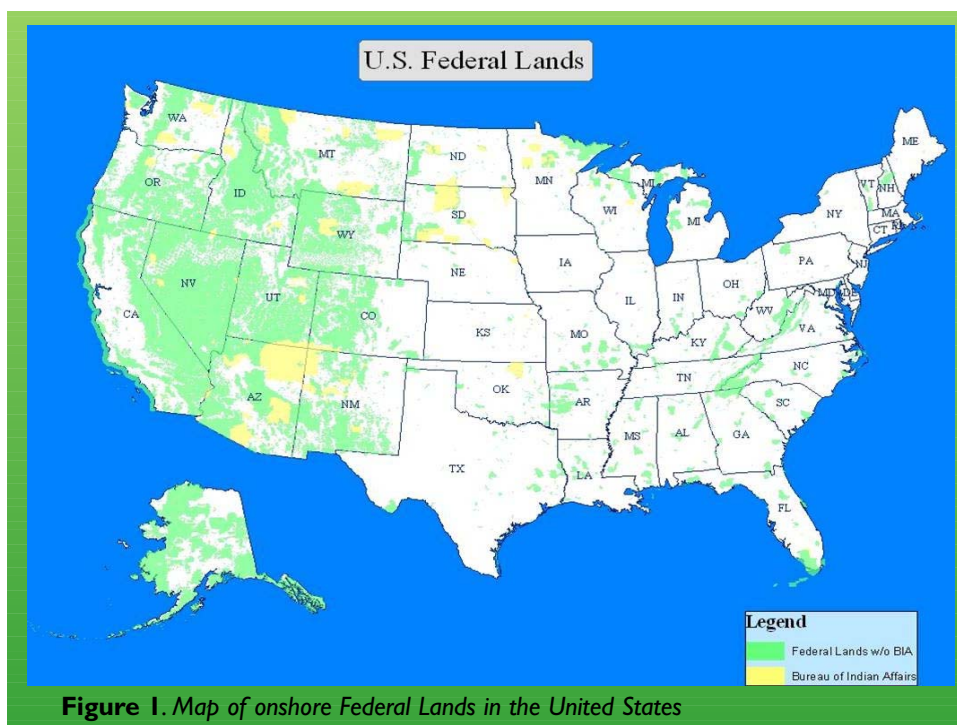 U.S. Federal Lands
WA
MT
ND
MN
ME
OR
ID
WY
SD
WI
MI
MI
VT
NH
NY
MA
CT
RI
NV
UT
CO
NE
IA
IL
IN
OH
PA
NJ
MD
DE
CA
KS
MO
KY
WV
VA
AZ
NM
OK
AR
TN
NC
SC
TX
LA
MS
AL
GA
FL
Legend
Federal Lands w/o BIA
Bureau of Indian Affairs
Figure 1. Map of onshore Federal Lands in the United States